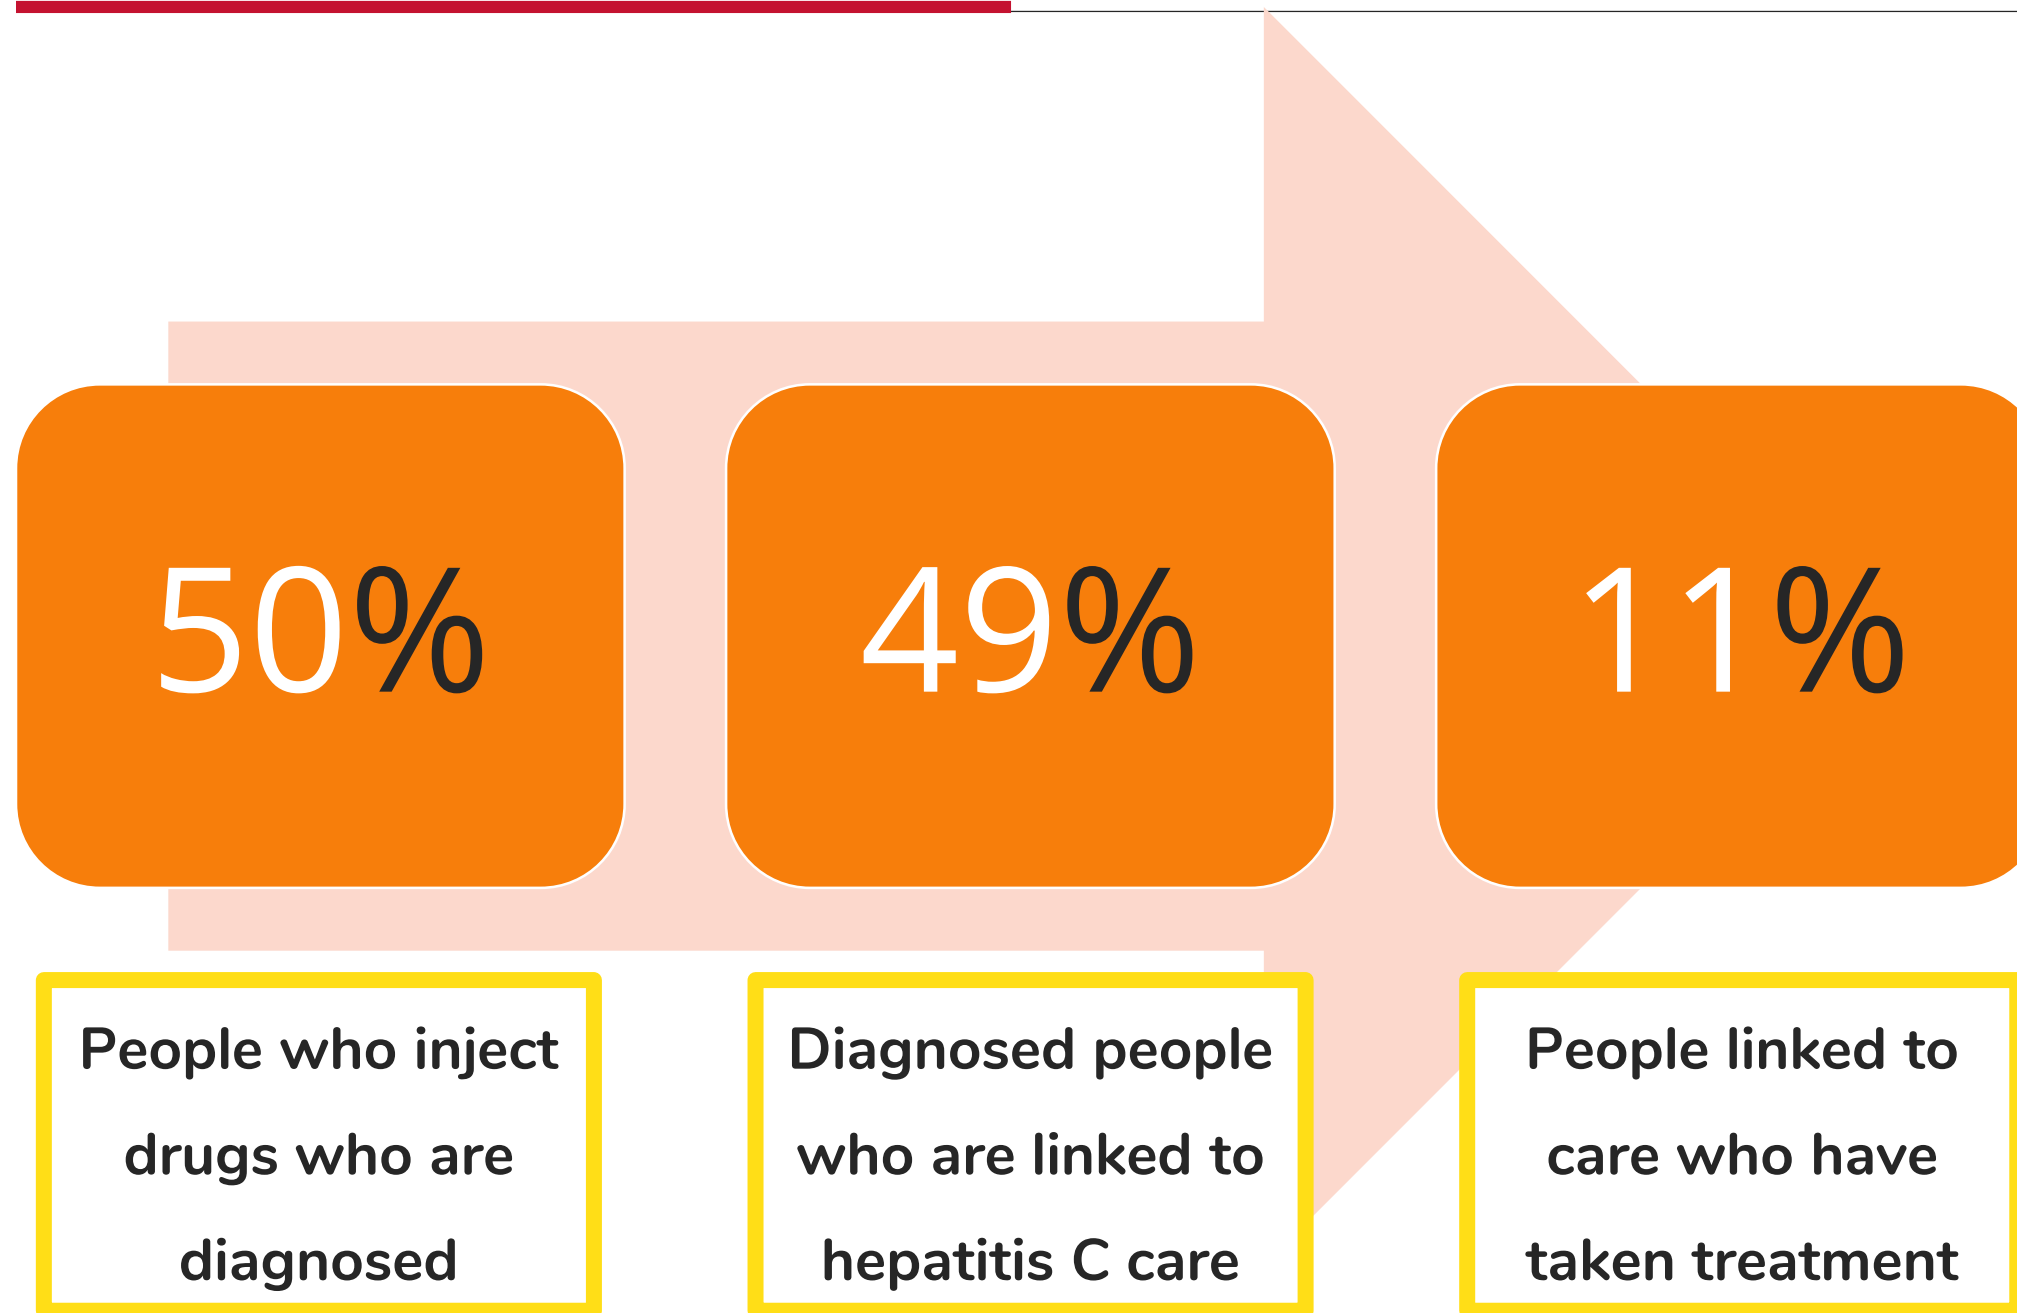 50%
49%
11%
People who inject
drugs who are
diagnosed
Diagnosed people
who are linked to
hepatitis C care
People linked to
care who have
taken treatment